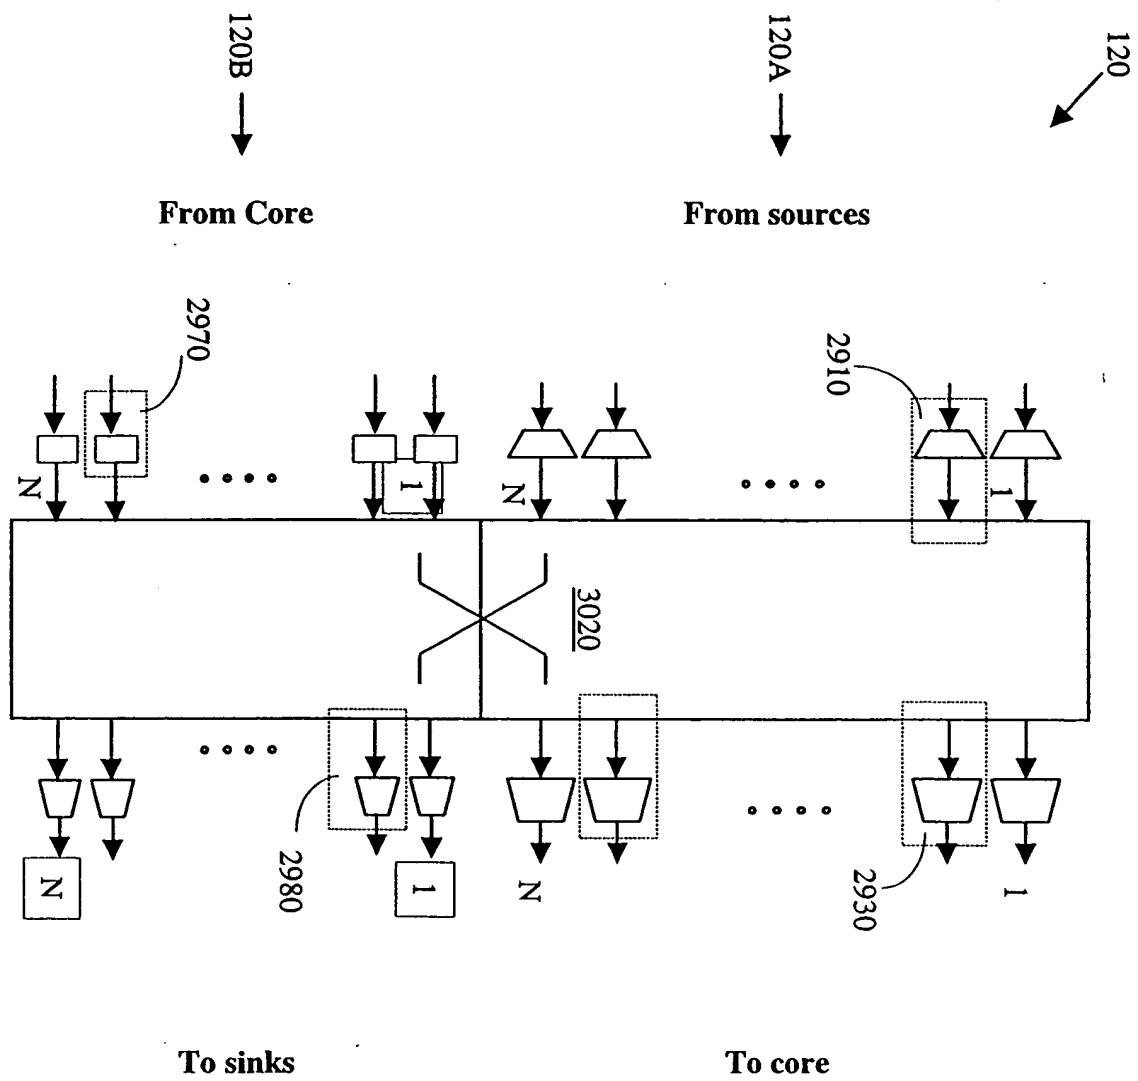 120
120A
120B
From Core
From sources
2970
2910
N
1
N
1
3020
N
2980
1
N
2930
1
To sinks
To core